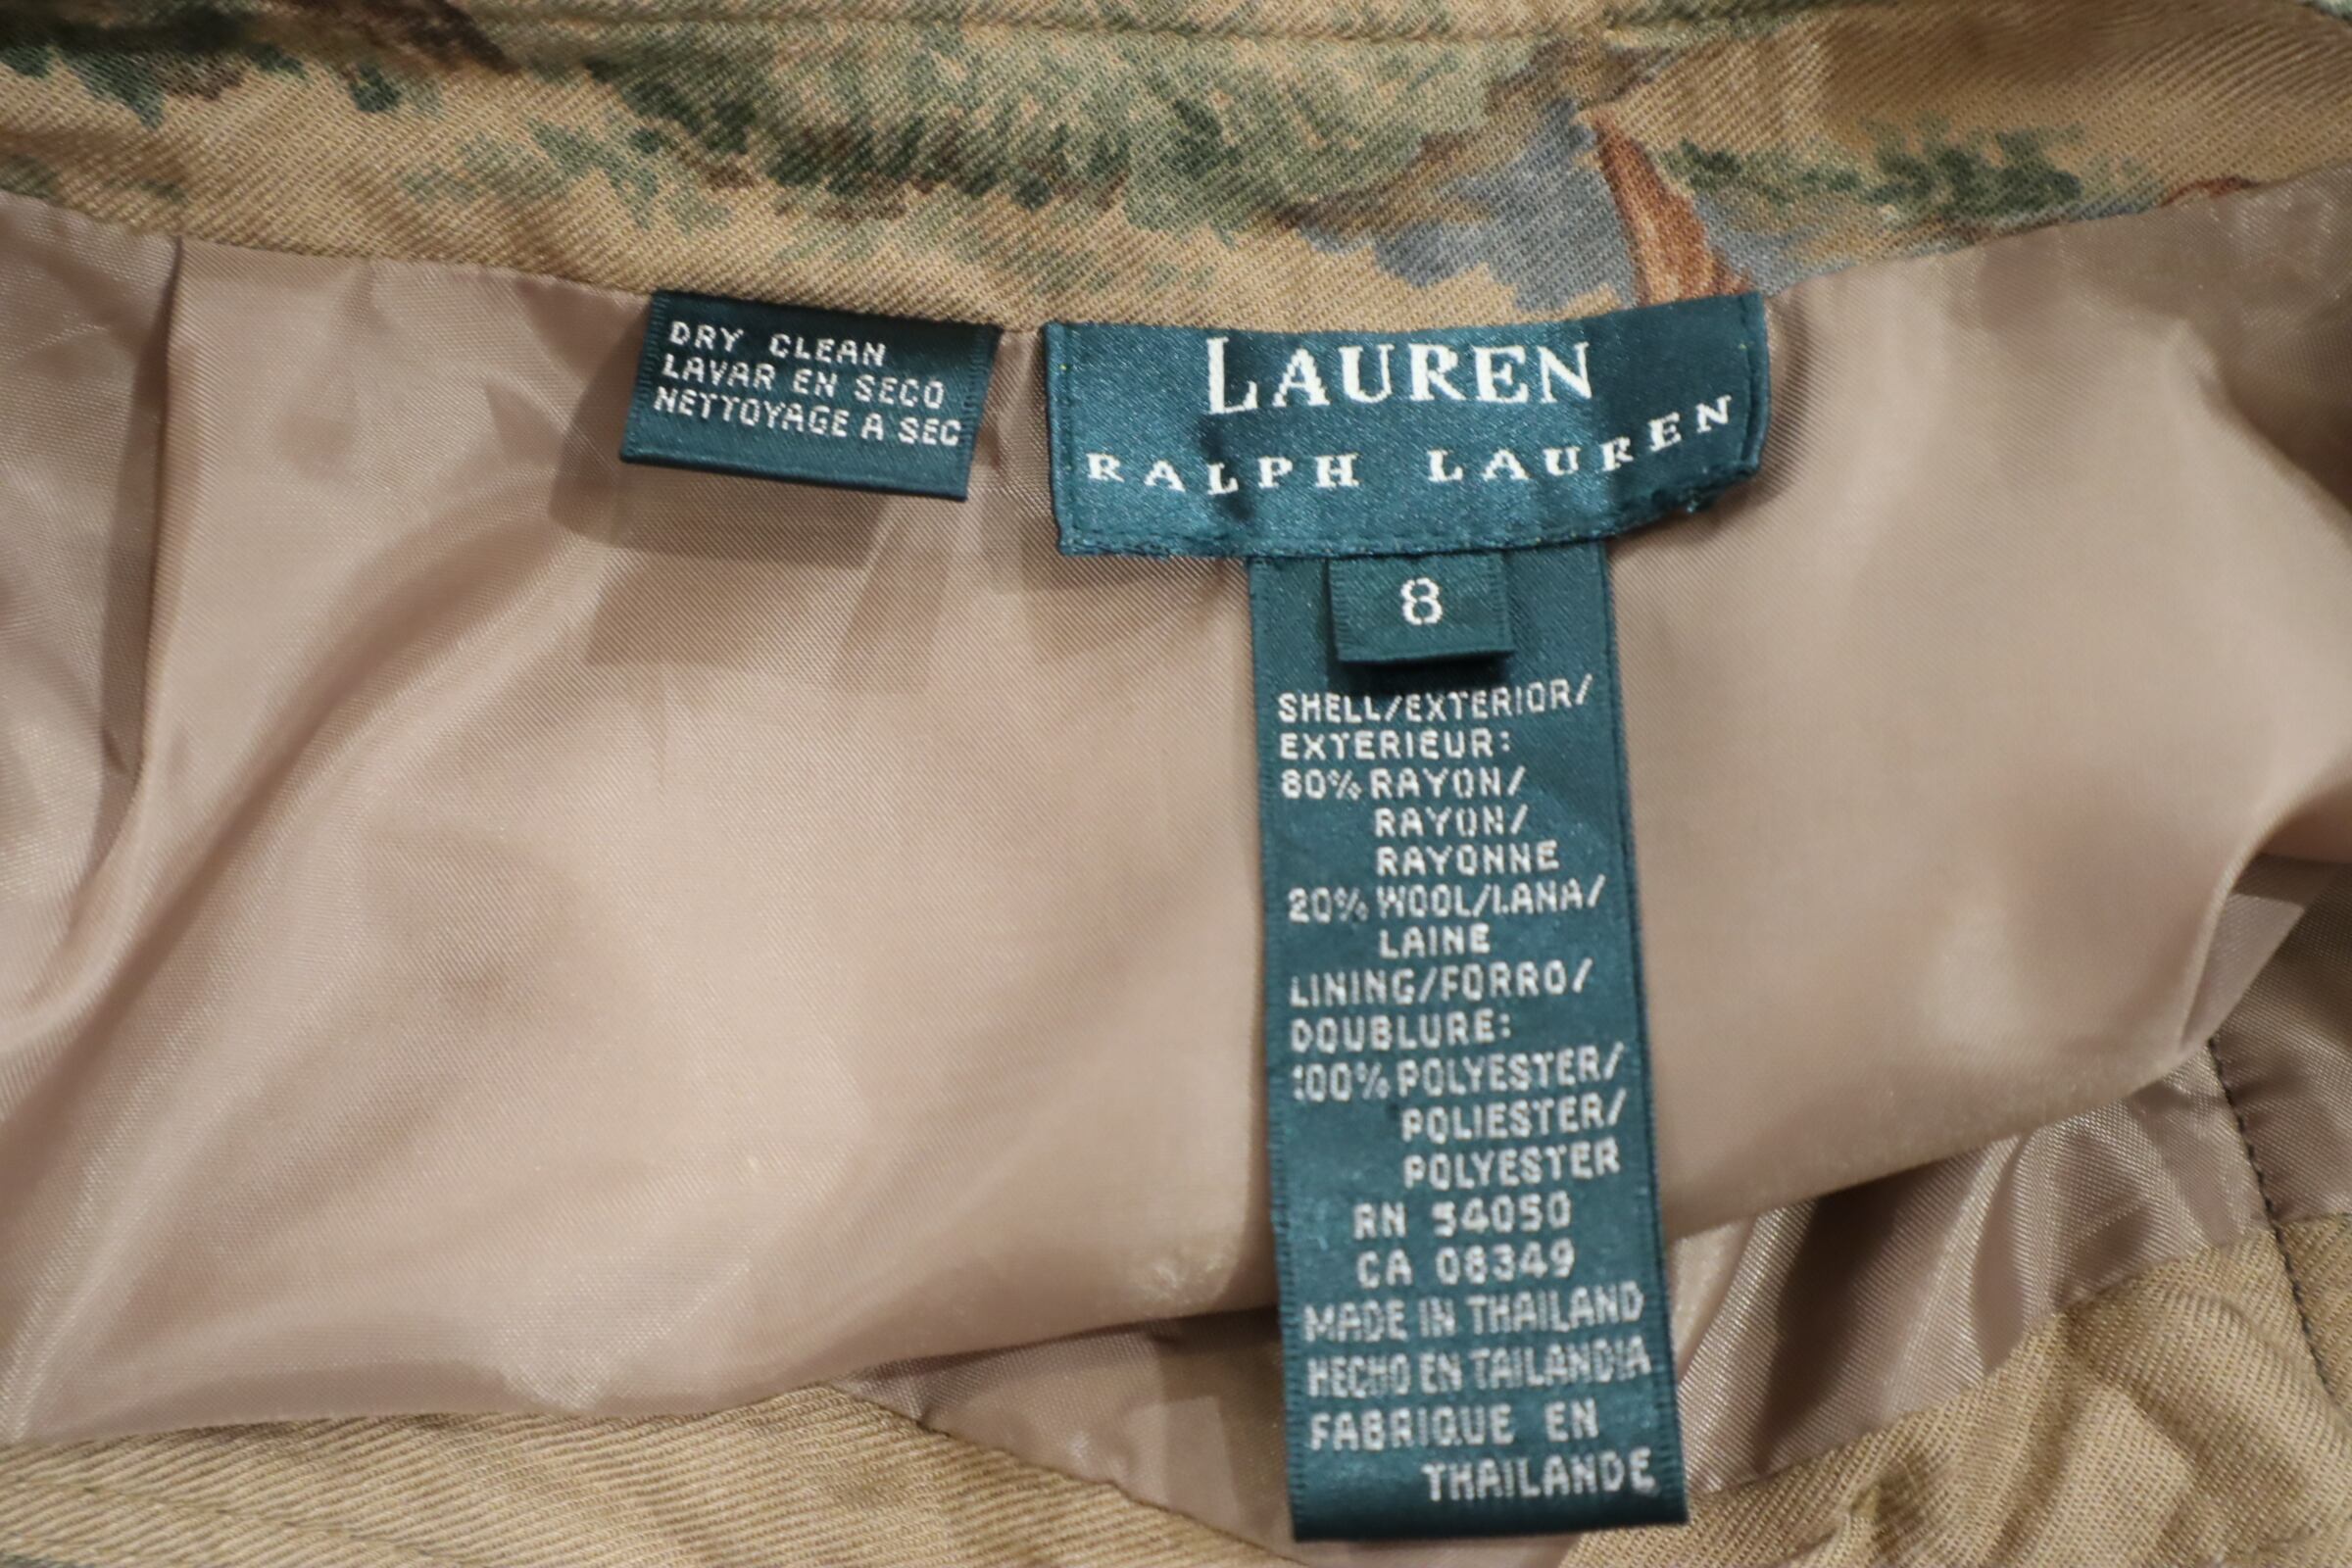 DRY CLEAN
LAVAR EN SECO
NETTOYAGE A SEC
LAUREN
RALPH LAUREN
8
SHELL/EXTERIOR/
EXTERIEUR:
80% RAYON/
RAYON/
RAYONNE
20% WOOL/LANA/
LAINE
LINING/FORRO/
DOUBLURE:
100% POLYESTER/
POLIESTER/
POLYESTER
RN 54050
CA 08349
MADE IN THAILAND
HECHO EN TAILANDIA
FABRIQUE EN
THAILANDE